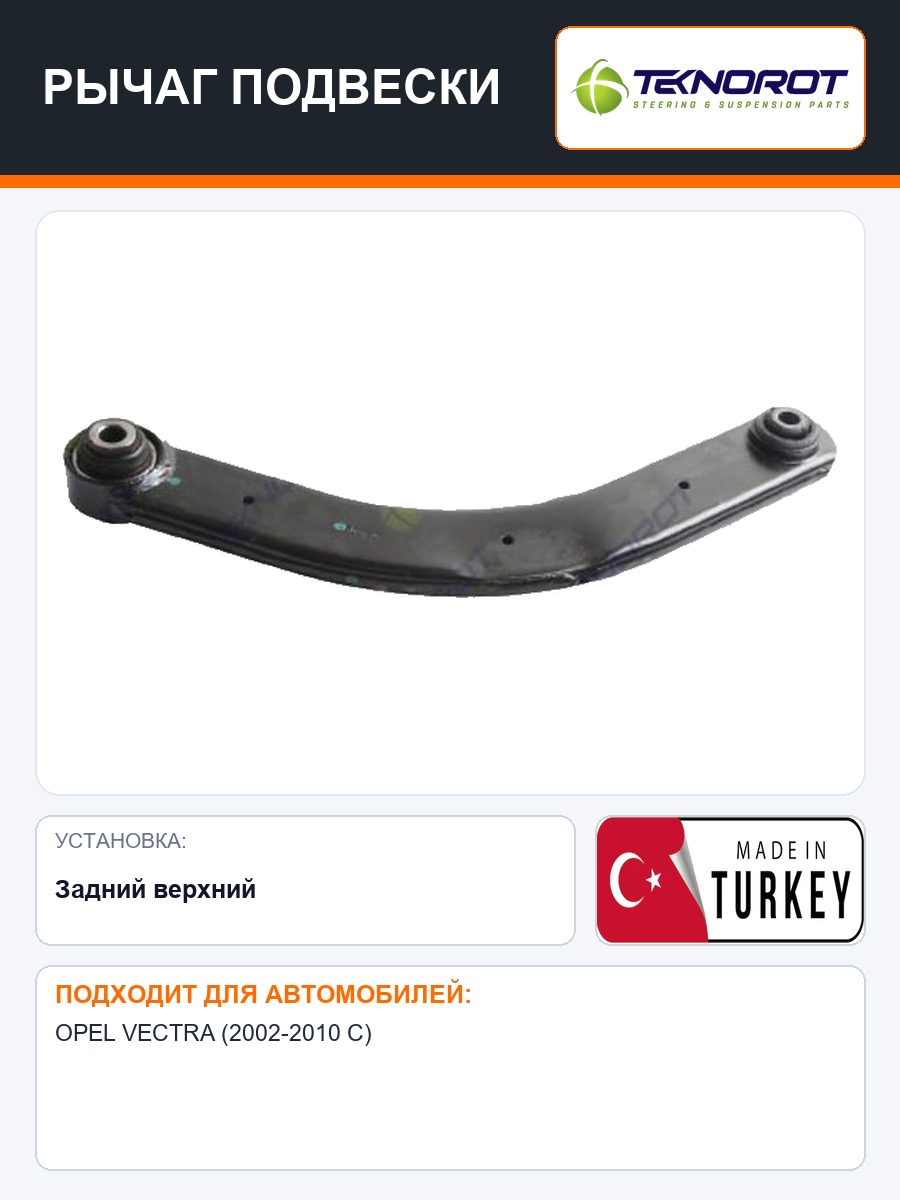 РЫЧАГ ПОДВЕСКИ
TEKNOROT
STEERING & SUSPENSION PARTS
УСТАНОВКА:
Задний верхний
MADE IN
TURKEY
ПОДХОДИТ ДЛЯ АВТОМОБИЛЕЙ:
OPEL VECTRA (2002-2010 C)